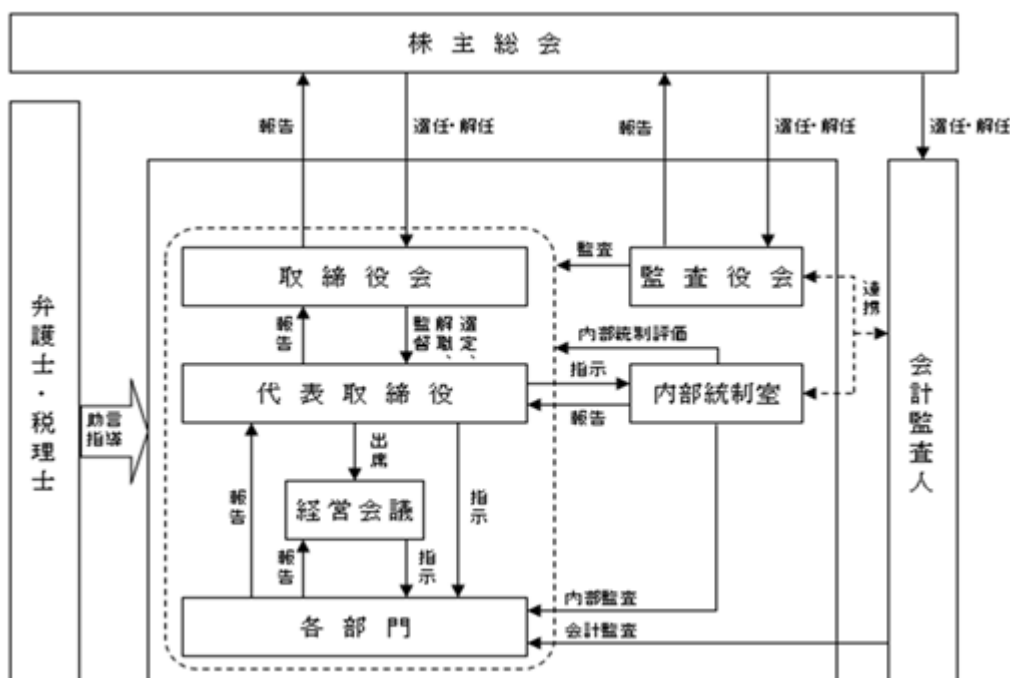 株主総会
報告
選任・解任
報告
選任・解任
選任・解任
取締役会
監査
監査役会
連携
報告
選定、
解職、
監督
内部統制評価
代表取締役
指示
報告
内部統制室
弁護士・税理士
助言
指導
会計監査人
出席
経営会議
報告
指示
報告
指示
内部監査
各部門
会計監査